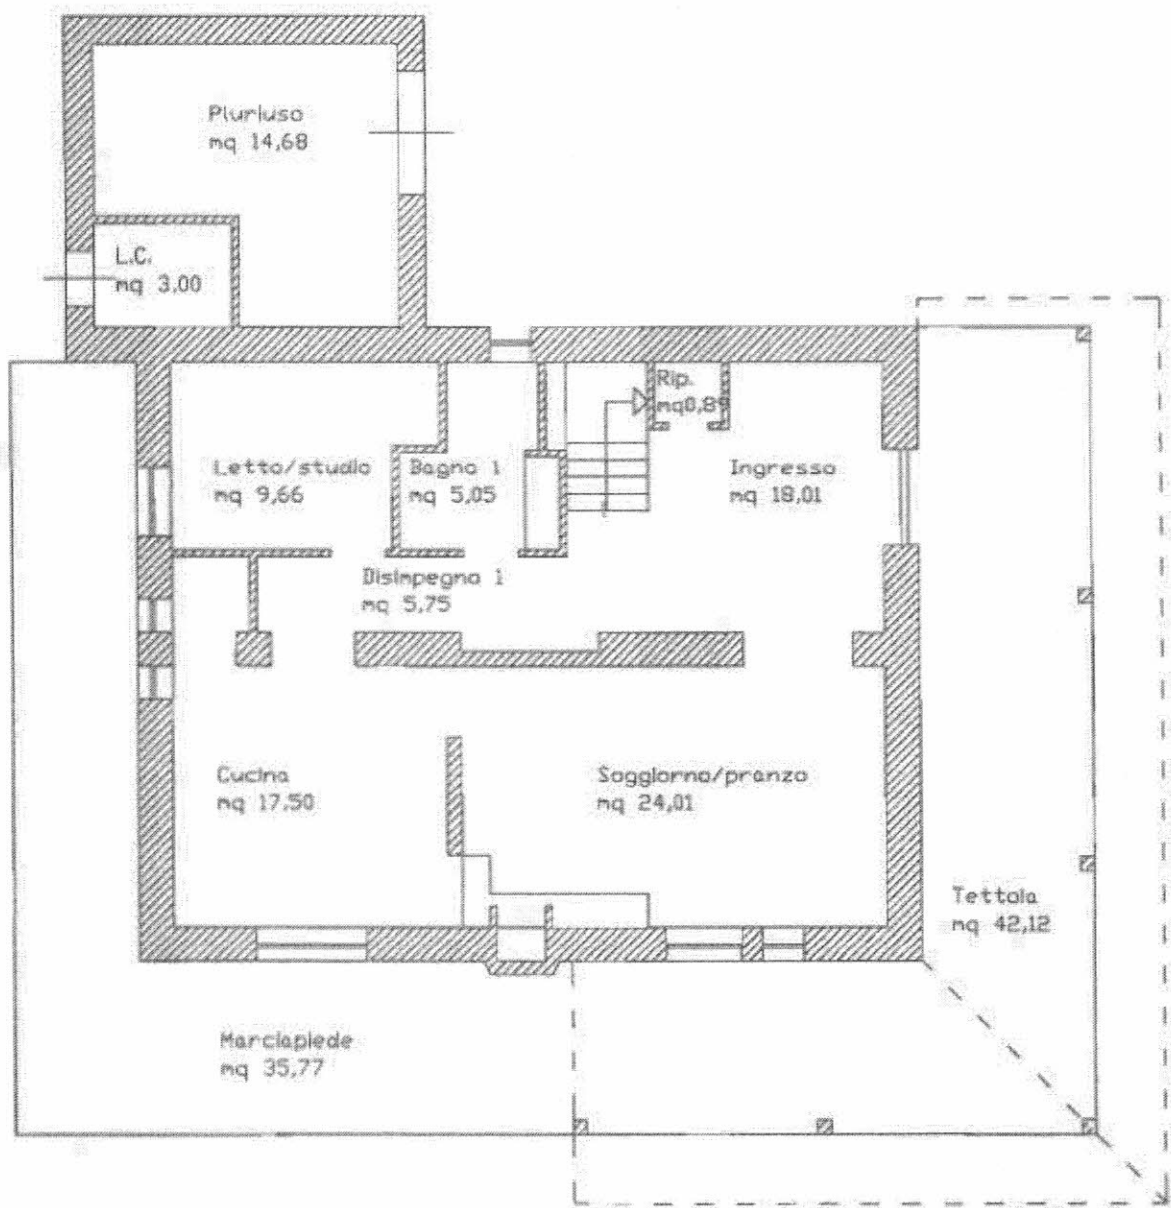 Pluriuso
mq 14,68
L.C.
mq 3,00
Rip.
mq0,89
Letto/studio
mq 9,66
Bagno 1
mq 5,05
Ingresso
mq 18,01
Disimpegno 1
mq 5,75
Cucina
mq 17,50
Soggiorno/pranzo
mq 24,01
Tettoia
mq 42,12
Marciapiede
mq 35,77